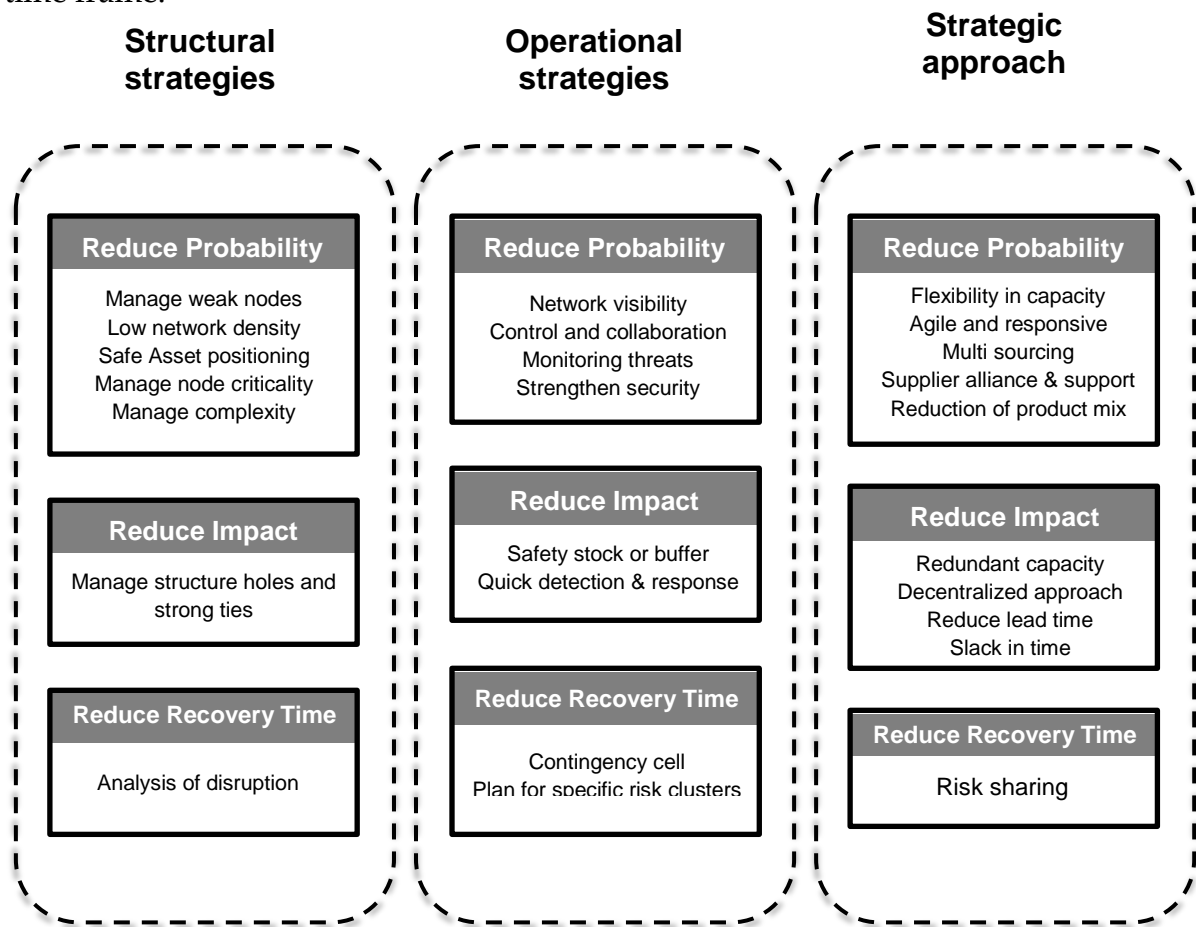 time frame.
Structural
strategies
Reduce Probability
Manage weak nodes
Low network density
Safe Asset positioning
Manage node criticality
Manage complexity
Reduce Impact
Manage structure holes and
strong ties
Reduce Recovery Time
Analysis of disruption
Operational
strategies
Reduce Probability
Network visibility
Control and collaboration
Monitoring threats
Strengthen security
Reduce Impact
Safety stock or buffer
Quick detection & response
Reduce Recovery Time
Contingency cell
Plan for specific risk clusters
Strategic
approach
Reduce Probability
Flexibility in capacity
Agile and responsive
Multi sourcing
Supplier alliance & support
Reduction of product mix
Reduce Impact
Redundant capacity
Decentralized approach
Reduce lead time
Slack in time
Reduce Recovery Time
Risk sharing